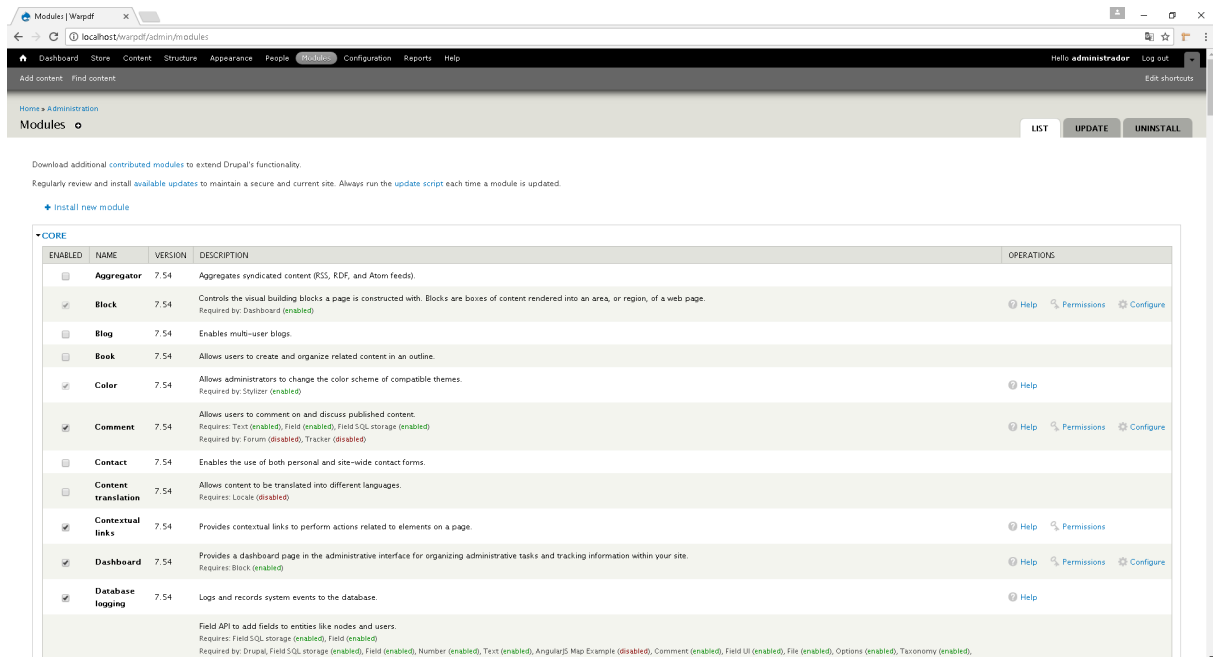 Modules | Warpdf
localhost/warpdf/admin/modules
Dashboard Store Content Structure Appearance People Modules Configuration Reports Help Hello administrador Log out
Add content Find content Edit shortcuts
Home » Administration
Modules
LIST UPDATE UNINSTALL
Download additional contributed modules to extend Drupal's functionality.
Regularly review and install available updates to maintain a secure and current site. Always run the update script each time a module is updated.
+ Install new module
CORE
ENABLED NAME VERSION DESCRIPTION OPERATIONS
Aggregator 7.54 Aggregates syndicated content (RSS, RDF, and Atom feeds).
Block 7.54 Controls the visual building blocks a page is constructed with. Blocks are boxes of content rendered into an area, or region, of a web page.
Required by: Dashboard (enabled)
Help Permissions Configure
Blog 7.54 Enables multi-user blogs.
Book 7.54 Allows users to create and organize related content in an outline.
Color 7.54 Allows administrators to change the color scheme of compatible themes.
Required by: Stylizer (enabled)
Help
Comment 7.54 Allows users to comment on and discuss published content.
Requires: Text (enabled), Field (enabled), Field SQL storage (enabled)
Required by: Forum (disabled), Tracker (disabled)
Help Permissions Configure
Contact 7.54 Enables the use of both personal and site-wide contact forms.
Content translation 7.54 Allows content to be translated into different languages.
Requires: Locale (disabled)
Contextual links 7.54 Provides contextual links to perform actions related to elements on a page.
Help Permissions
Dashboard 7.54 Provides a dashboard page in the administrative interface for organizing administrative tasks and tracking information within your site.
Requires: Block (enabled)
Help Permissions Configure
Database logging 7.54 Logs and records system events to the database.
Help
Field API to add fields to entities like nodes and users.
Requires: Field SQL storage (enabled), Field (enabled)
Required by: Drupal, Field SQL storage (enabled), Field (enabled), Number (enabled), Text (enabled), AngularJS Map Example (disabled), Comment (enabled), Field UI (enabled), File (enabled), Options (enabled), Taxonomy (enabled),